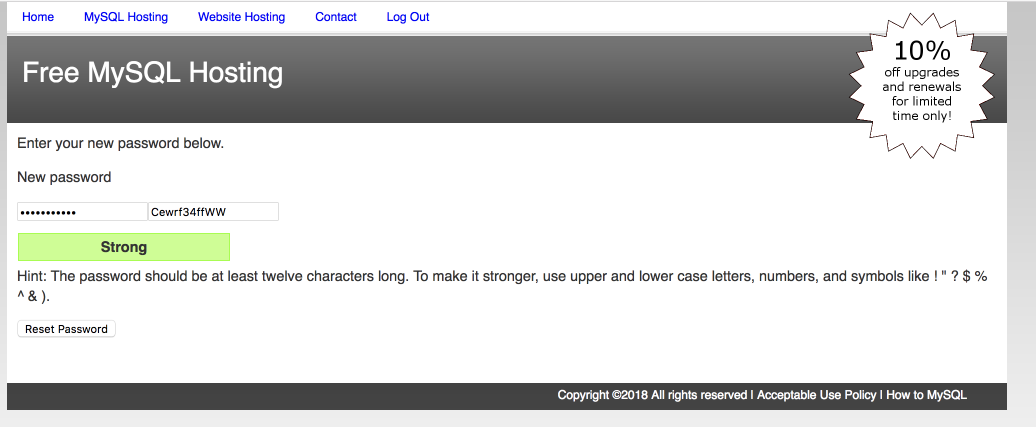 Home MySQL Hosting Website Hosting Contact Log Out
Free MySQL Hosting
10%
off upgrades
and renewals
for limited
time only!
Enter your new password below.
New password
••••••••••• Cewrf34ffWW
Strong
Hint: The password should be at least twelve characters long. To make it stronger, use upper and lower case letters, numbers, and symbols like ! " ? $ %
^ & ).
Reset Password
Copyright ©2018 All rights reserved | Acceptable Use Policy | How to MySQL